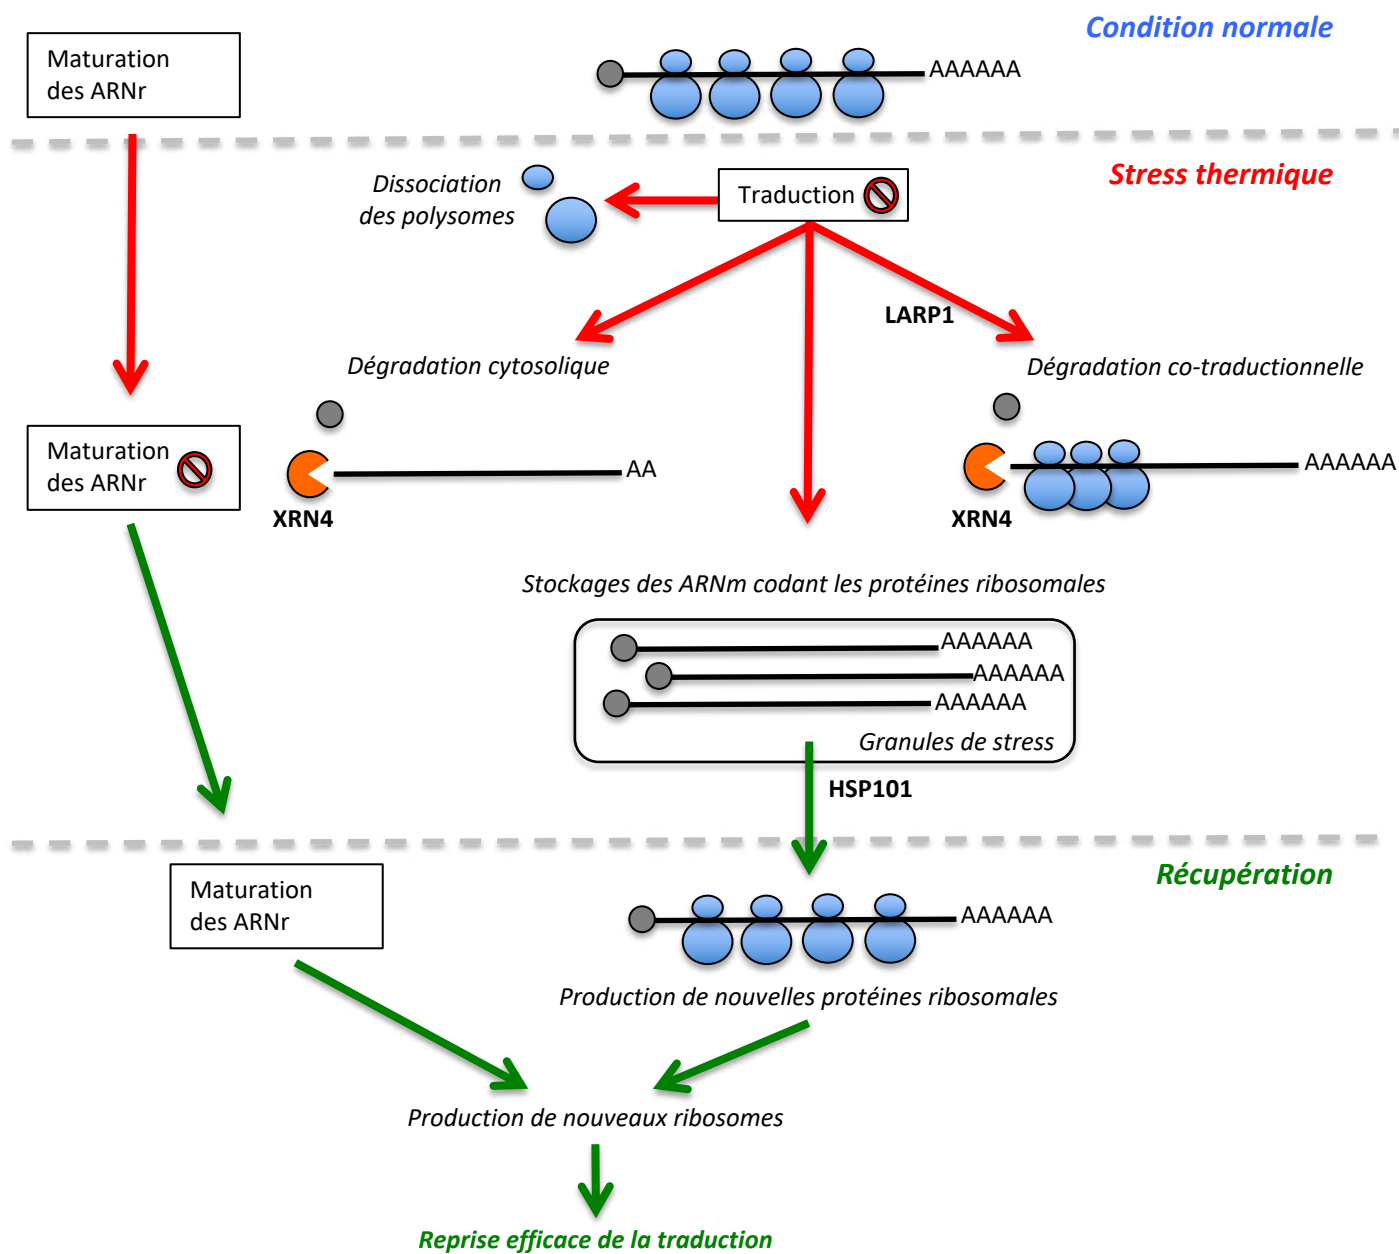 Condition normale
Maturation
des ARNr
AAAAAA
Stress thermique
Dissociation
des polysomes
Traduction
LARP1
Dégradation cytosolique
Dégradation co-traductionnelle
Maturation
des ARNr
AA
AAAAAA
XRN4
XRN4
Stockages des ARNm codant les protéines ribosomales
AAAAAA
AAAAAA
AAAAAA
Granules de stress
HSP101
Récupération
Maturation
des ARNr
AAAAAA
Production de nouvelles protéines ribosomales
Production de nouveaux ribosomes
Reprise efficace de la traduction